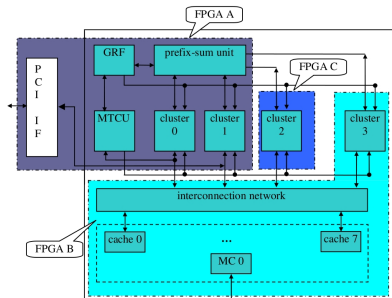 FPGA A
GRF
prefix-sum unit
FPGA C
P
C
I
I
F
MTCU
cluster
0
cluster
1
cluster
2
cluster
3
interconnection network
FPGA B
cache 0
...
cache 7
MC 0